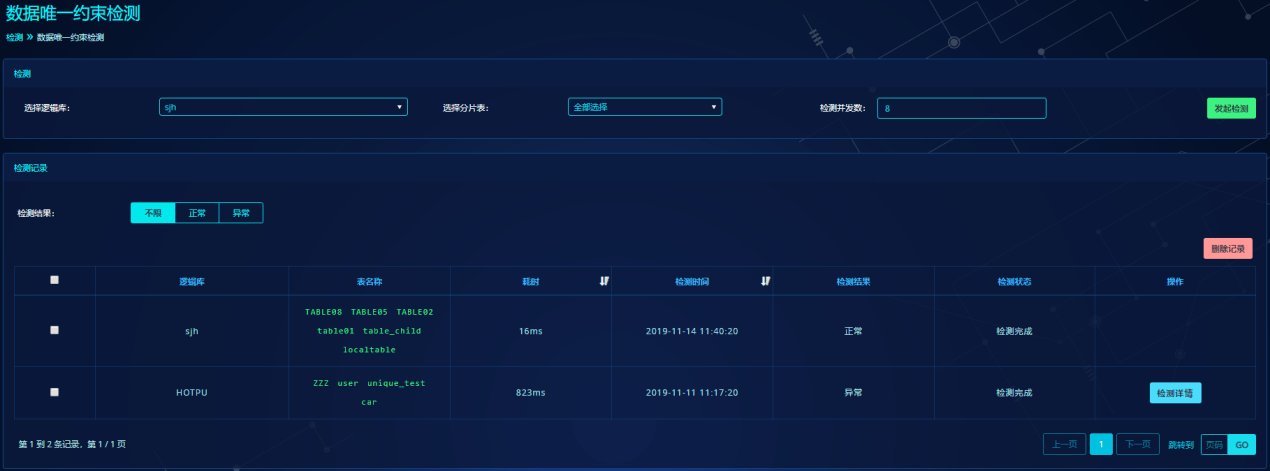 数据唯一约束检测
检测 » 数据唯一约束检测
检测
选择逻辑库： sjh 选择分片表： 全部选择 检测并发数： 8 发起检测
检测记录
检测结果： 不限 正常 异常
删除记录
逻辑库 表名称 耗时 检测时间 检测结果 检测状态 操作
TABLE08 TABLE05 TABLE02
sjh table01 table_child 16ms 2019-11-14 11:40:20 正常 检测完成
localtable
ZZZ user unique_test
HOTPU 823ms 2019-11-11 11:17:20 异常 检测完成 检测详情
car
第 1 到 2 条记录，第 1 / 1 页 上一页 1 下一页 跳转到 页码 GO